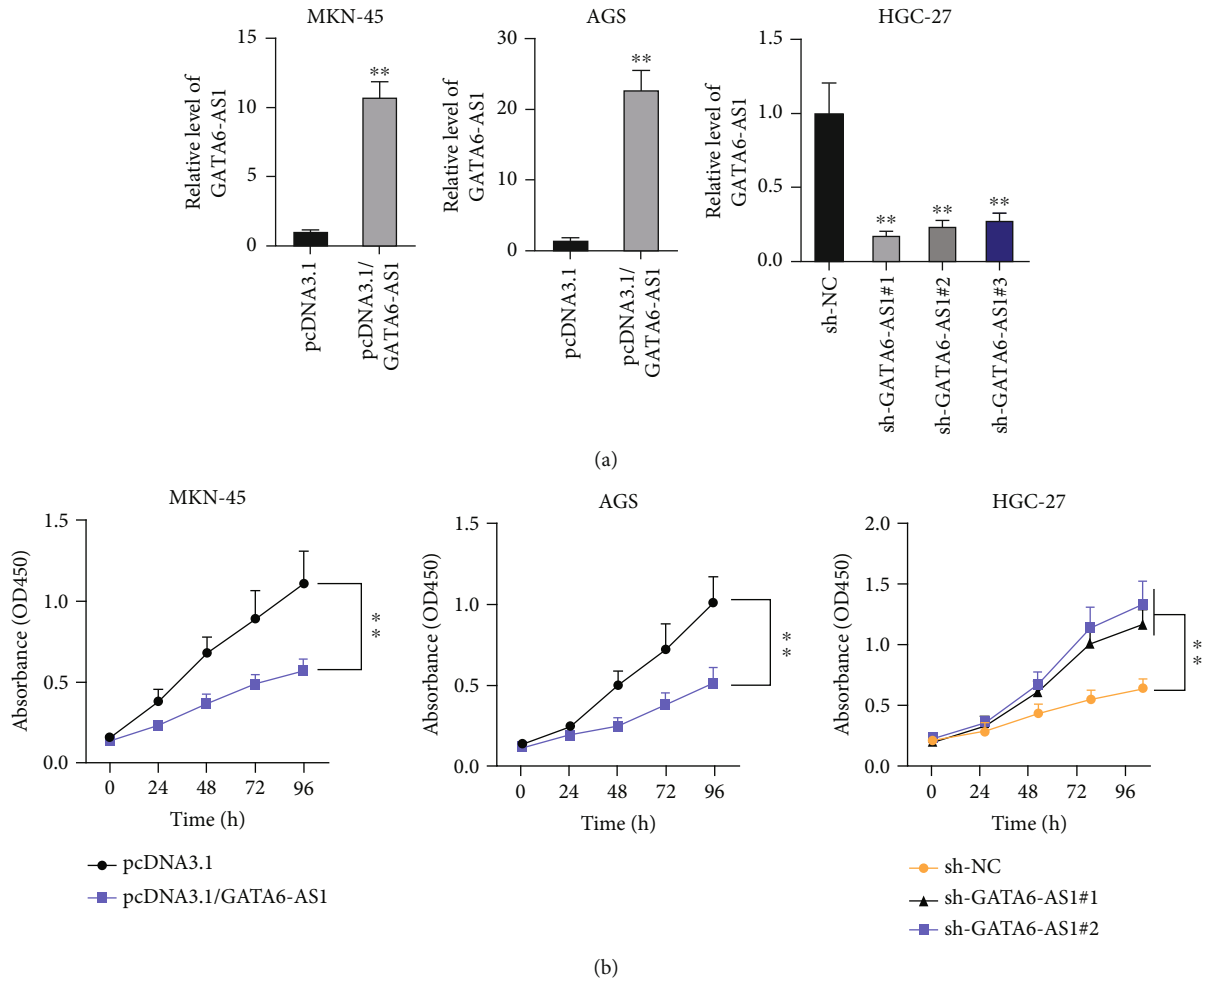 MKN-45
Relative level of
GATA6-AS1
15
10
5
0
**
pcDNA3.1
pcDNA3.1/
GATA6-AS1
AGS
Relative level of
GATA6-AS1
30
20
10
0
**
pcDNA3.1
pcDNA3.1/
GATA6-AS1
HGC-27
Relative level of
GATA6-AS1
1.5
1.0
0.5
0.0
**
**
**
sh-NC
sh-GATA6-AS1#1
sh-GATA6-AS1#2
sh-GATA6-AS1#3
(a)
MKN-45
Absorbance (OD450)
1.5
1.0
0.5
0.0
**
0 24 48 72 96
Time (h)
pcDNA3.1
pcDNA3.1/GATA6-AS1
AGS
Absorbance (OD450)
1.5
1.0
0.5
0.0
**
0 24 48 72 96
Time (h)
HGC-27
Absorbance (OD450)
2.0
1.5
1.0
0.5
0.0
**
0 24 48 72 96
Time (h)
sh-NC
sh-GATA6-AS1#1
sh-GATA6-AS1#2
(b)